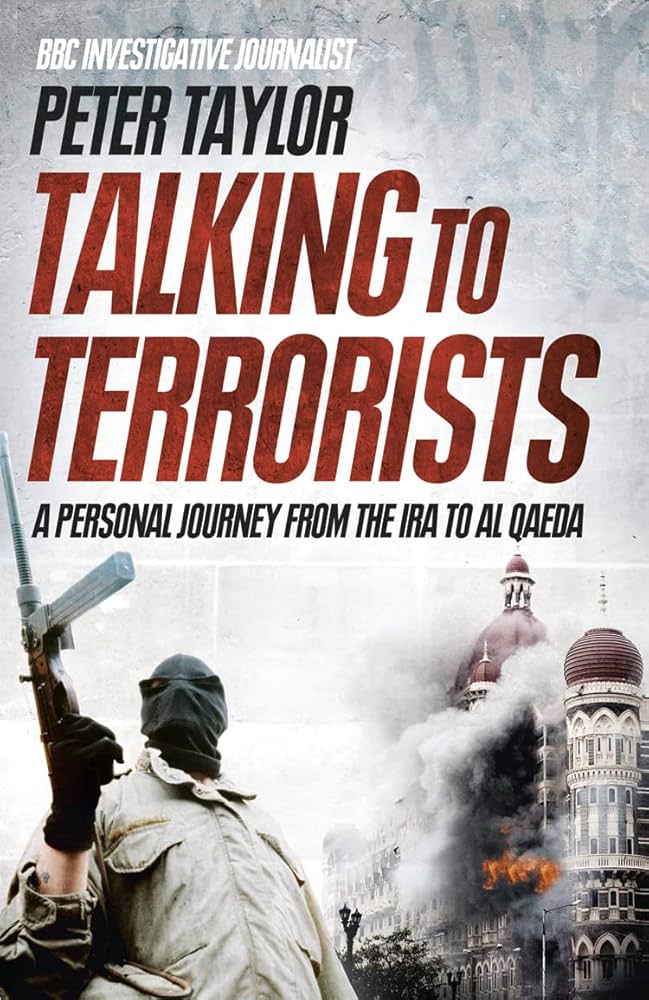 BBC INVESTIGATIVE JOURNALIST
PETER TAYLOR
TALKING TO
TERRORISTS
A PERSONAL JOURNEY FROM THE IRA TO AL QAEDA